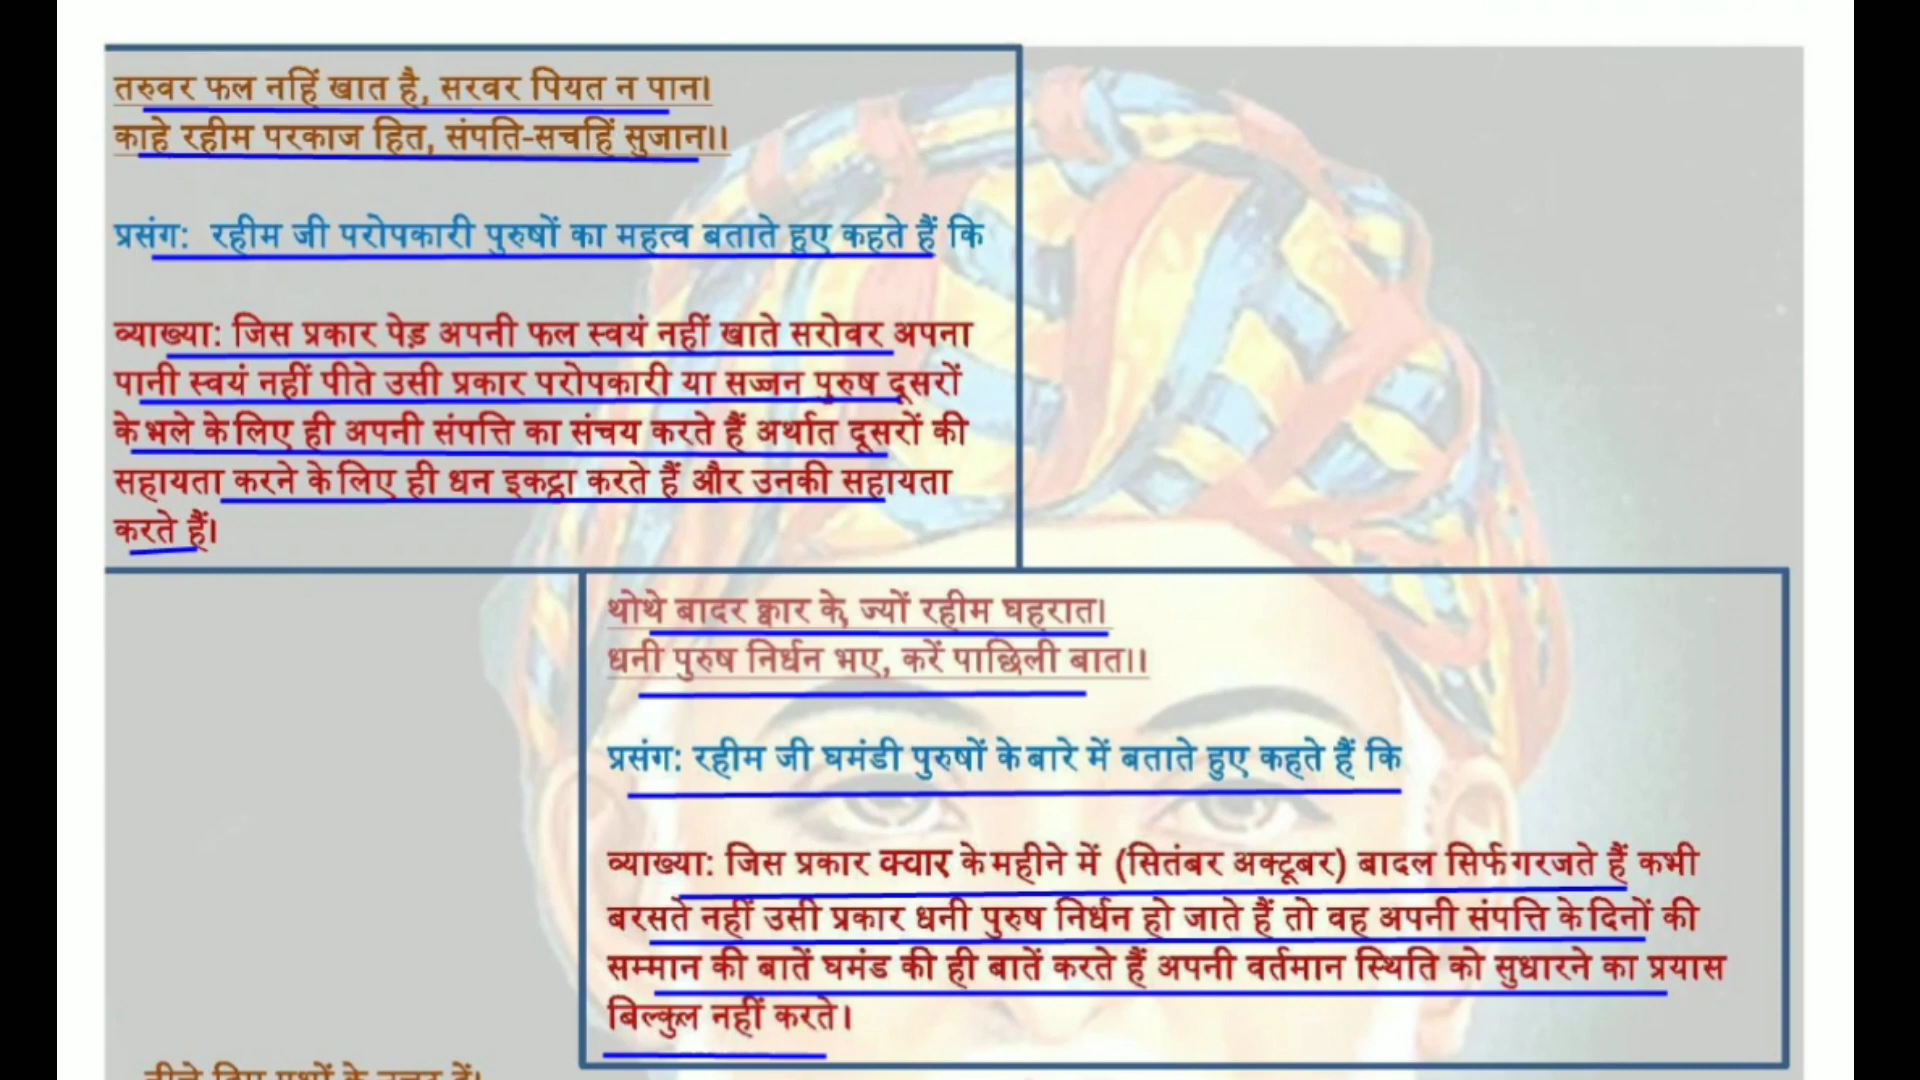 तरुवर फल नहिं खात है, सरवर पियत न पान।
काहे रहीम परकाज हित, संपति-सचहिं सुजान।।
प्रसंग: रहीम जी परोपकारी पुरुषों का महत्व बताते हुए कहते हैं कि
व्याख्या: जिस प्रकार पेड़ अपनी फल स्वयं नहीं खाते सरोवर अपना
पानी स्वयं नहीं पीते उसी प्रकार परोपकारी या सज्जन पुरुष दूसरों
के भले के लिए ही अपनी संपत्ति का संचय करते हैं अर्थात दूसरों की
सहायता करने के लिए ही धन इकट्ठा करते हैं और उनकी सहायता
करते हैं।
थोथे बादर क्वार के, ज्यों रहीम घहरात।
धनी पुरुष निर्धन भए, करें पाछिली बात।।
प्रसंग: रहीम जी घमंडी पुरुषों के बारे में बताते हुए कहते हैं कि
व्याख्या: जिस प्रकार क्वार के महीने में (सितंबर अक्टूबर) बादल सिर्फ गरजते हैं कभी
बरसते नहीं उसी प्रकार धनी पुरुष निर्धन हो जाते हैं तो वह अपनी संपत्ति के दिनों की
सम्मान की बातें घमंड की ही बातें करते हैं अपनी वर्तमान स्थिति को सुधारने का प्रयास
बिल्कुल नहीं करते।